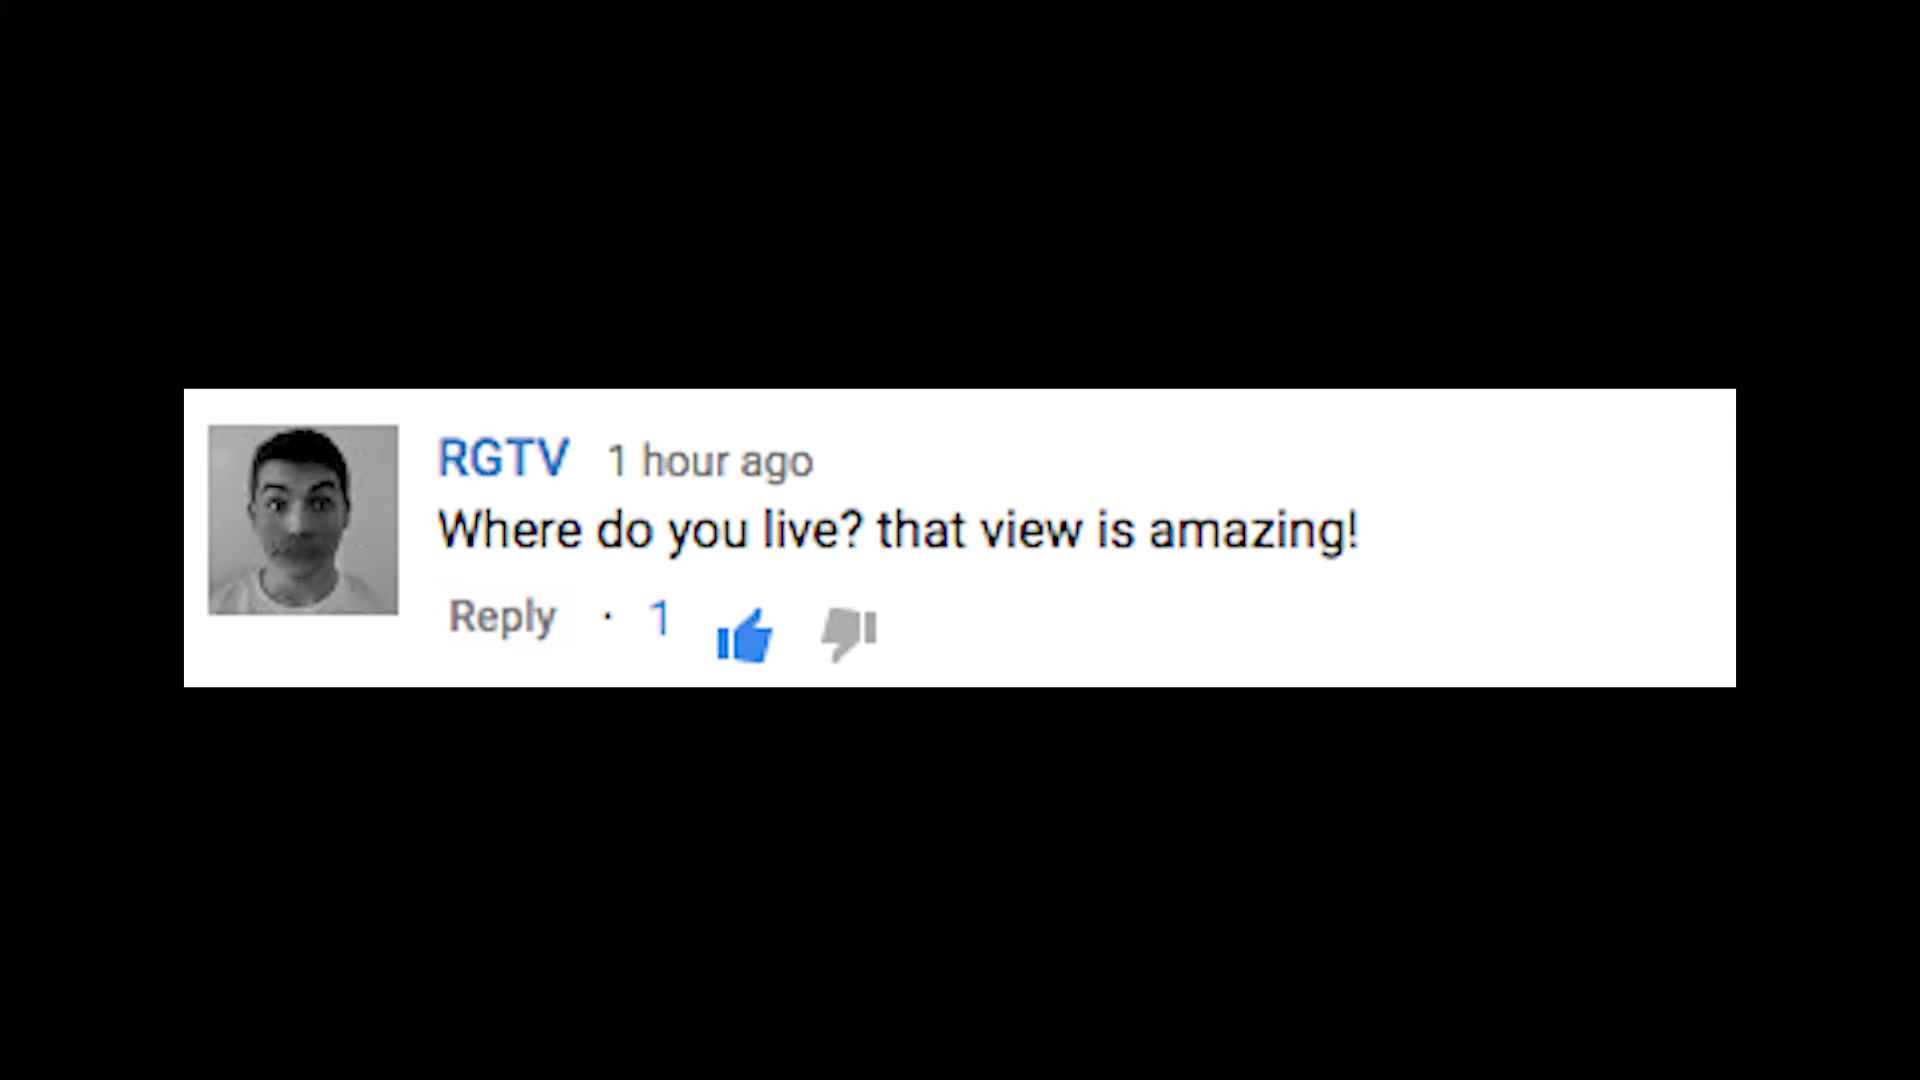 RGTV 1 hour ago
Where do you live? that view is amazing!
Reply · 1